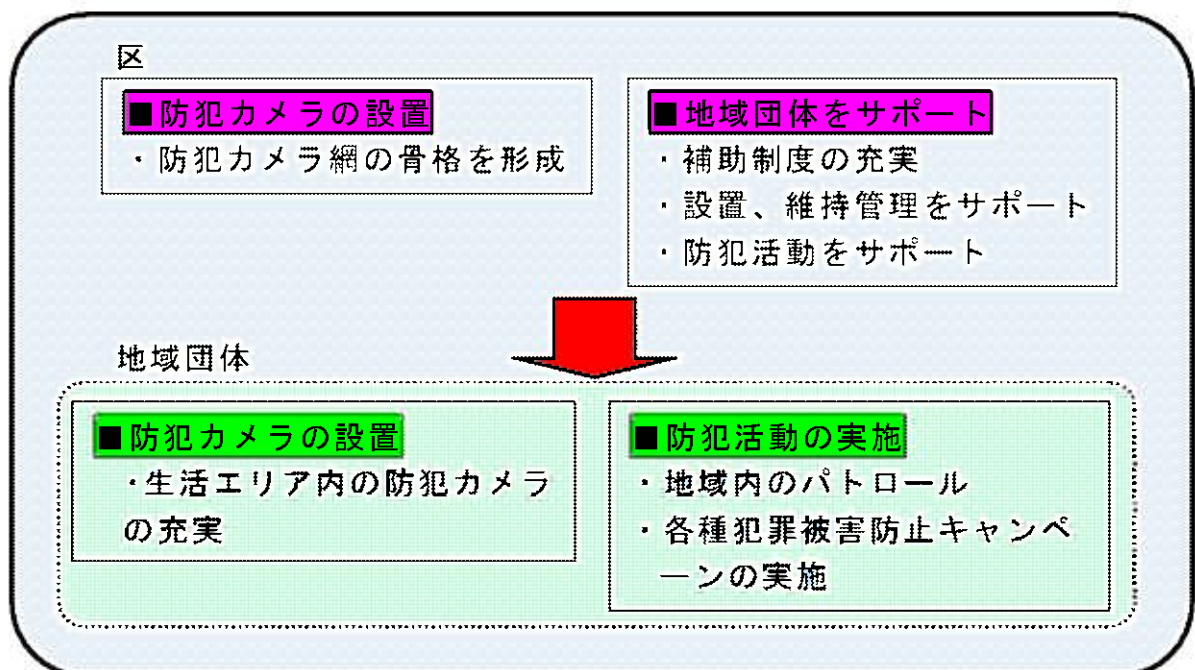 区
■防犯カメラの設置
・防犯カメラ網の骨格を形成
■地域団体をサポート
・補助制度の充実
・設置、維持管理をサポート
・防犯活動をサポート
地域団体
■防犯カメラの設置
・生活エリア内の防犯カメラ
の充実
■防犯活動の実施
・地域内のパトロール
・各種犯罪被害防止キャンペ
ーンの実施